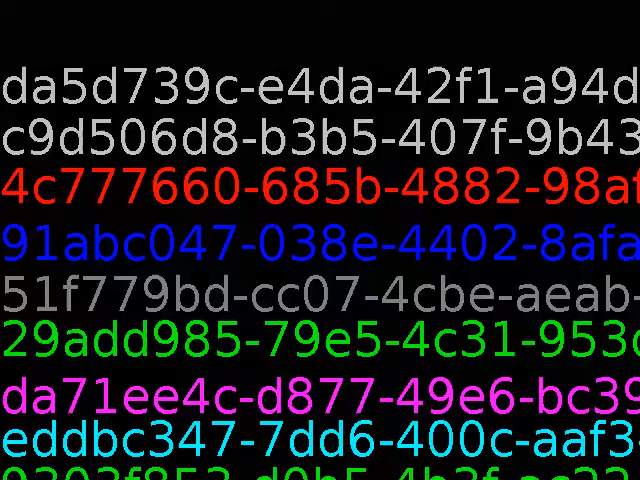 da5d739c-e4da-42f1-a94d
c9d506d8-b3b5-407f-9b43
4c777660-685b-4882-98af
91abc047-038e-4402-8afa
51f779bd-cc07-4cbe-aeab-
29add985-79e5-4c31-953
da71ee4c-d877-49e6-bc39
eddbc347-7dd6-400c-aaf3-